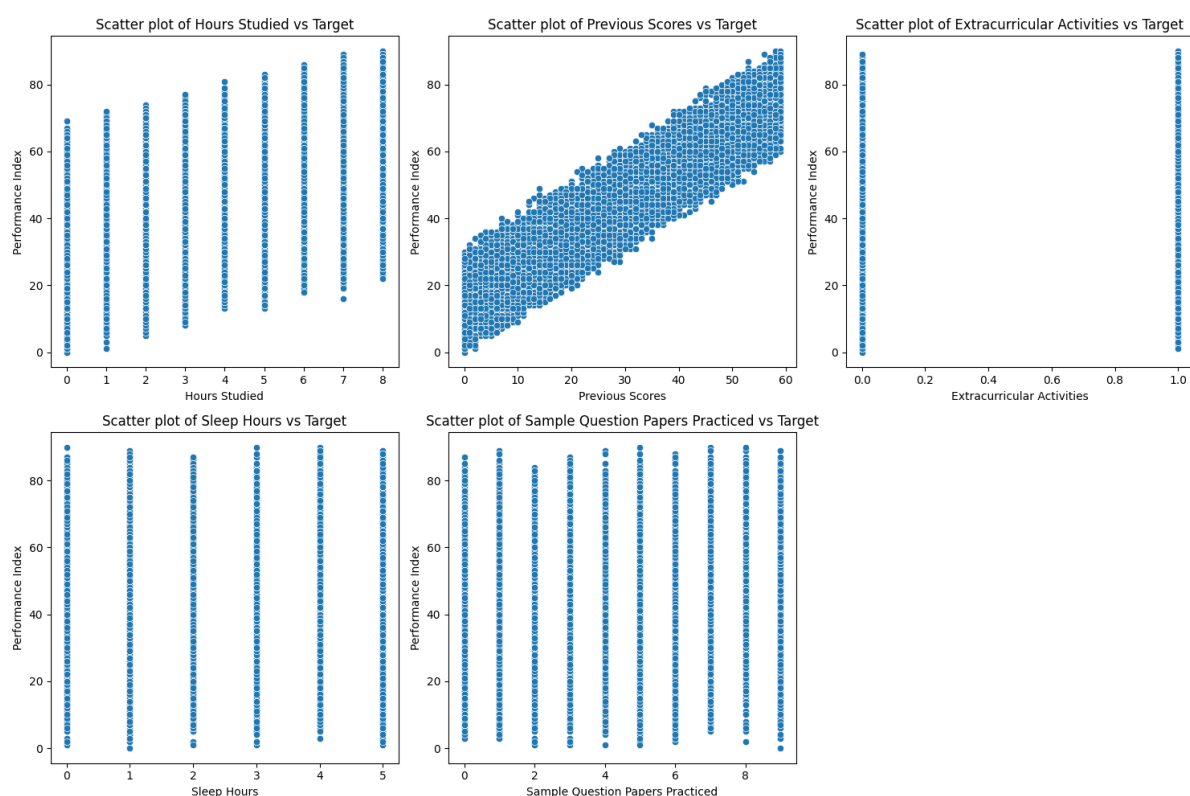 Scatter plot of Hours Studied vs Target
Performance Index
80
60
40
20
0
0 1 2 3 4 5 6 7 8
Hours Studied
Scatter plot of Previous Scores vs Target
Performance Index
80
60
40
20
0
0 10 20 30 40 50 60
Previous Scores
Scatter plot of Extracurricular Activities vs Target
Performance Index
80
60
40
20
0
0.0 0.2 0.4 0.6 0.8 1.0
Extracurricular Activities
Scatter plot of Sleep Hours vs Target
Performance Index
80
60
40
20
0
0 1 2 3 4 5
Sleep Hours
Scatter plot of Sample Question Papers Practiced vs Target
Performance Index
80
60
40
20
0
0 2 4 6 8
Sample Question Papers Practiced